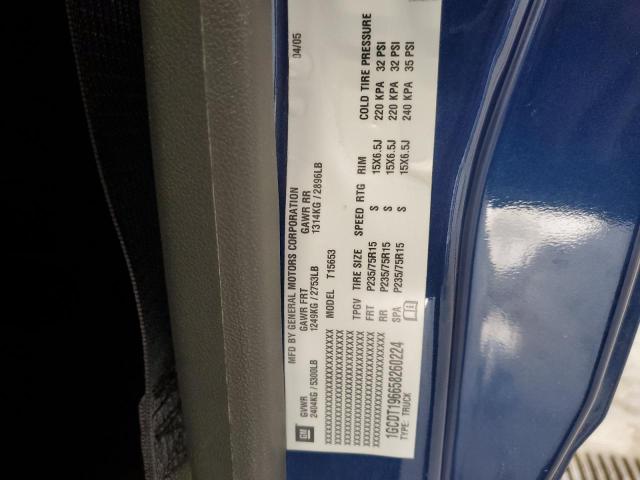 GM
MFD BY GENERAL MOTORS CORPORATION 04/05
GVWR GAWR FRT GAWR RR
2404KG / 5300LB 1249KG / 2753LB 1314KG / 2896LB
MODEL T15653
TPGV TIRE SIZE SPEED RTG RIM COLD TIRE PRESSURE
FRT P235/75R15 S 15X6.5J 220 KPA 32 PSI
RR P235/75R15 S 15X6.5J 220 KPA 32 PSI
SPA P235/75R15 S 15X6.5J 240 KPA 35 PSI
1GCDT196658260224
TYPE: TRUCK